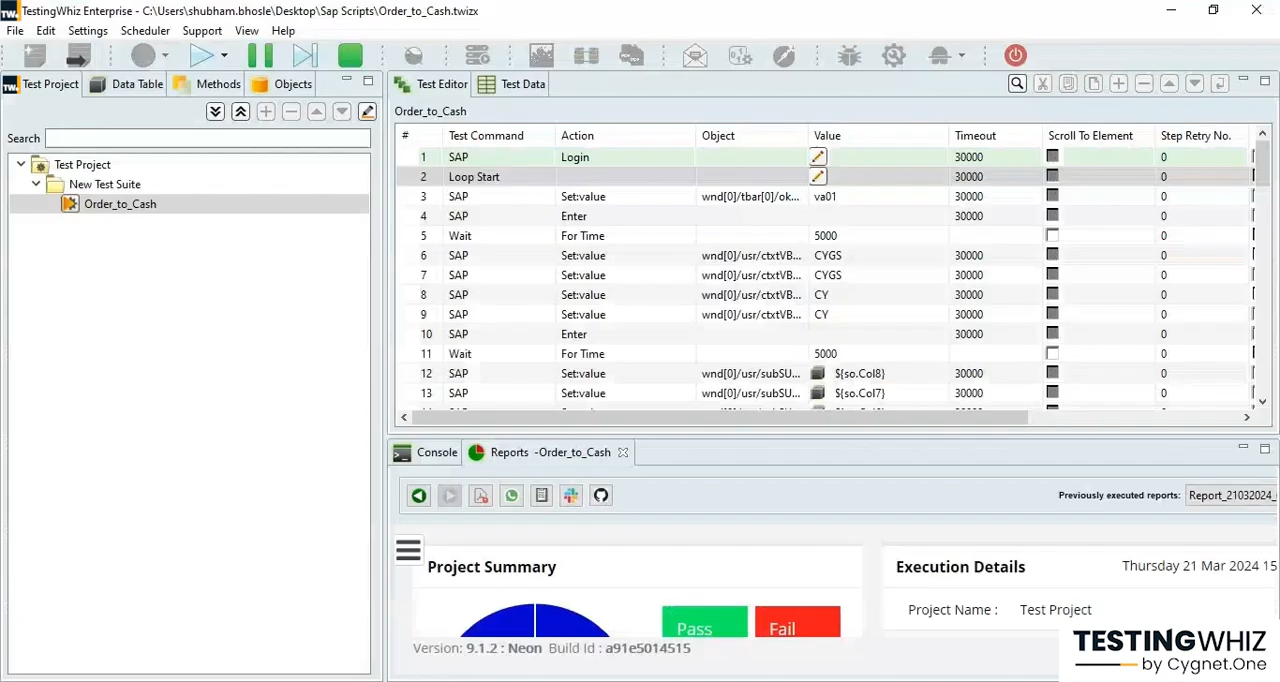 TestingWhiz Enterprise - C:\Users\shubham.bhosle\Desktop\Sap Scripts\Order_to_Cash.twizx
File Edit Settings Scheduler Support View Help
Test Project Data Table Methods Objects
Test Editor Test Data
Search
Test Project
New Test Suite
Order_to_Cash
Order_to_Cash
# Test Command Action Object Value Timeout Scroll To Element Step Retry No.
1 SAP Login 30000 0
2 Loop Start 30000 0
3 SAP Set:value wnd[0]/tbar[0]/ok... va01 30000 0
4 SAP Enter 30000 0
5 Wait For Time 5000 0
6 SAP Set:value wnd[0]/usr/ctxtVB... CYGS 30000 0
7 SAP Set:value wnd[0]/usr/ctxtVB... CYGS 30000 0
8 SAP Set:value wnd[0]/usr/ctxtVB... CY 30000 0
9 SAP Set:value wnd[0]/usr/ctxtVB... CY 30000 0
10 SAP Enter 30000 0
11 Wait For Time 5000 0
12 SAP Set:value wnd[0]/usr/subSU... ${so.Col8} 30000 0
13 SAP Set:value wnd[0]/usr/subSU... ${so.Col7} 30000 0
Console Reports -Order_to_Cash
Previously executed reports: Report_21032024_
Project Summary
Pass Fail
Execution Details Thursday 21 Mar 2024 15
Project Name : Test Project
Version: 9.1.2 : Neon Build Id : a91e5014515
TESTINGWHIZ
by Cygnet.One